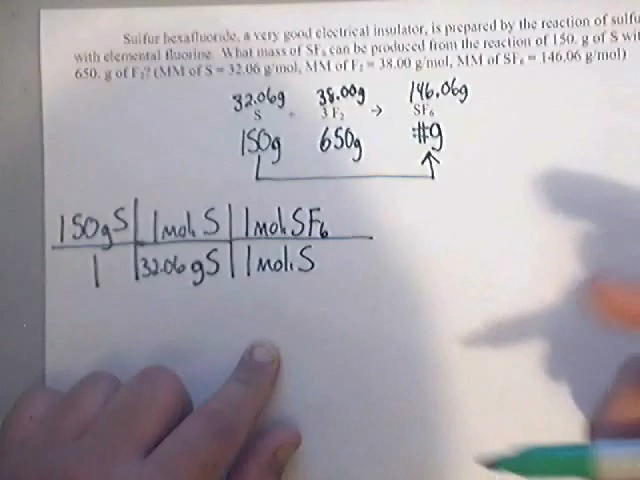 Sulfur hexafluoride, a very good electrical insulator, is prepared by the reaction of sulfu
with elemental fluorine. What mass of SF₆ can be produced from the reaction of 150. g of S wit
650. g of F₂? (MM of S = 32.06 g/mol, MM of F₂ = 38.00 g/mol, MM of SF₆ = 146.06 g/mol)
32.06g 38.00g 146.06g
S + 3 F₂ → SF₆
150g 650g #g
150g S | 1 mol. S | 1 mol. SF₆
1 | 32.06 g S | 1 mol. S